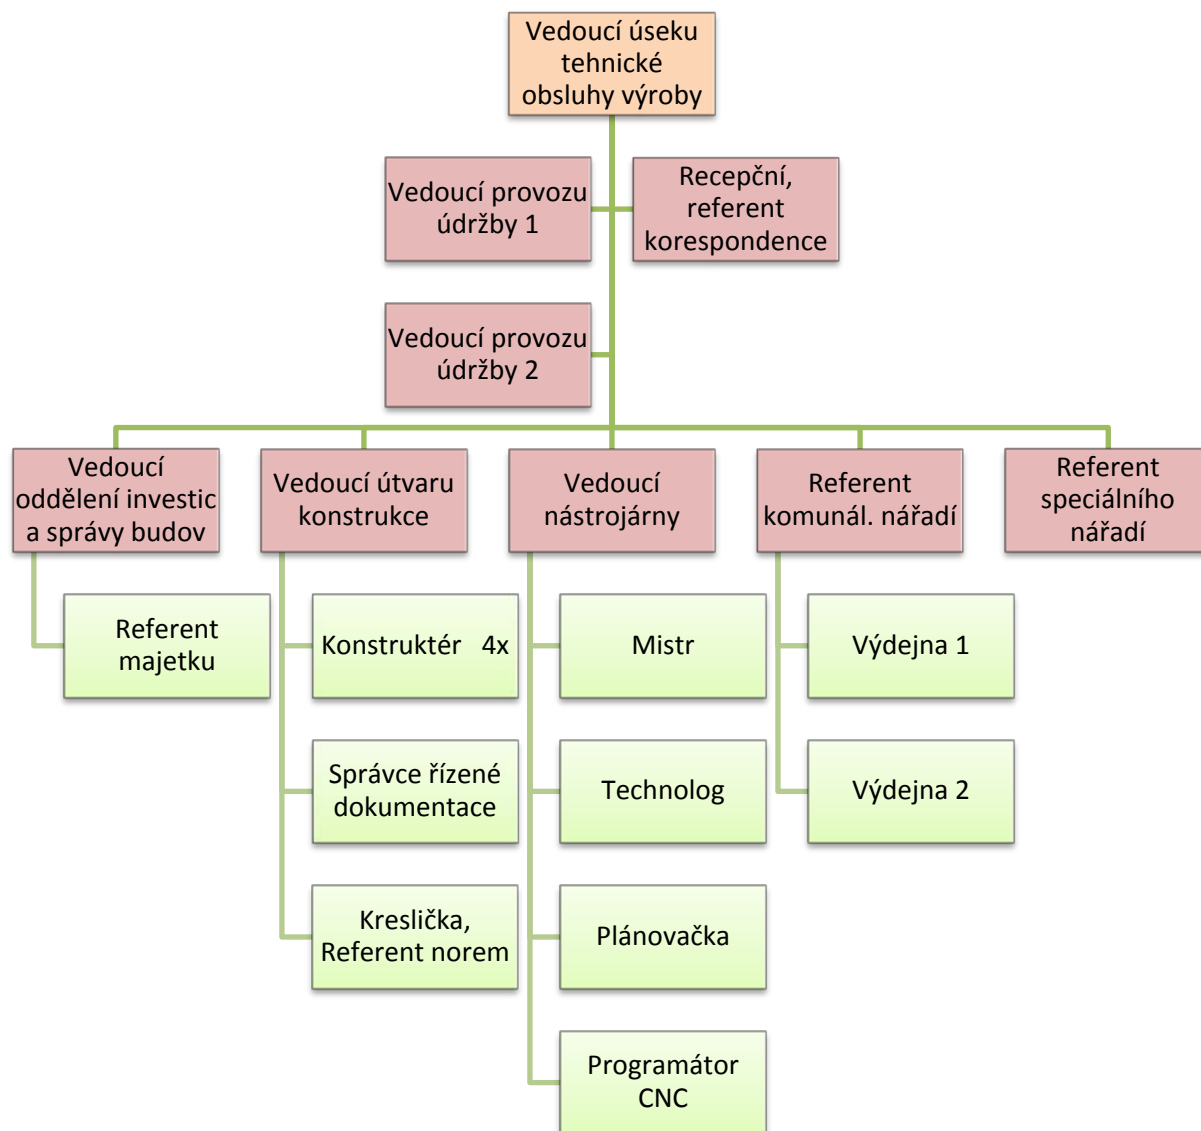 Vedoucí úseku
tehnické
obsluhy výroby
Vedoucí provozu
údržby 1
Recepční,
referent
korespondence
Vedoucí provozu
údržby 2
Vedoucí
oddělení investic
a správy budov
Vedoucí útvaru
konstrukce
Vedoucí
nástrojárny
Referent
komunál. nářadí
Referent
speciálního
nářadí
Referent
majetku
Konstruktér 4x
Mistr
Výdejna 1
Správce řízené
dokumentace
Technolog
Výdejna 2
Kreslička,
Referent norem
Plánovačka
Programátor
CNC